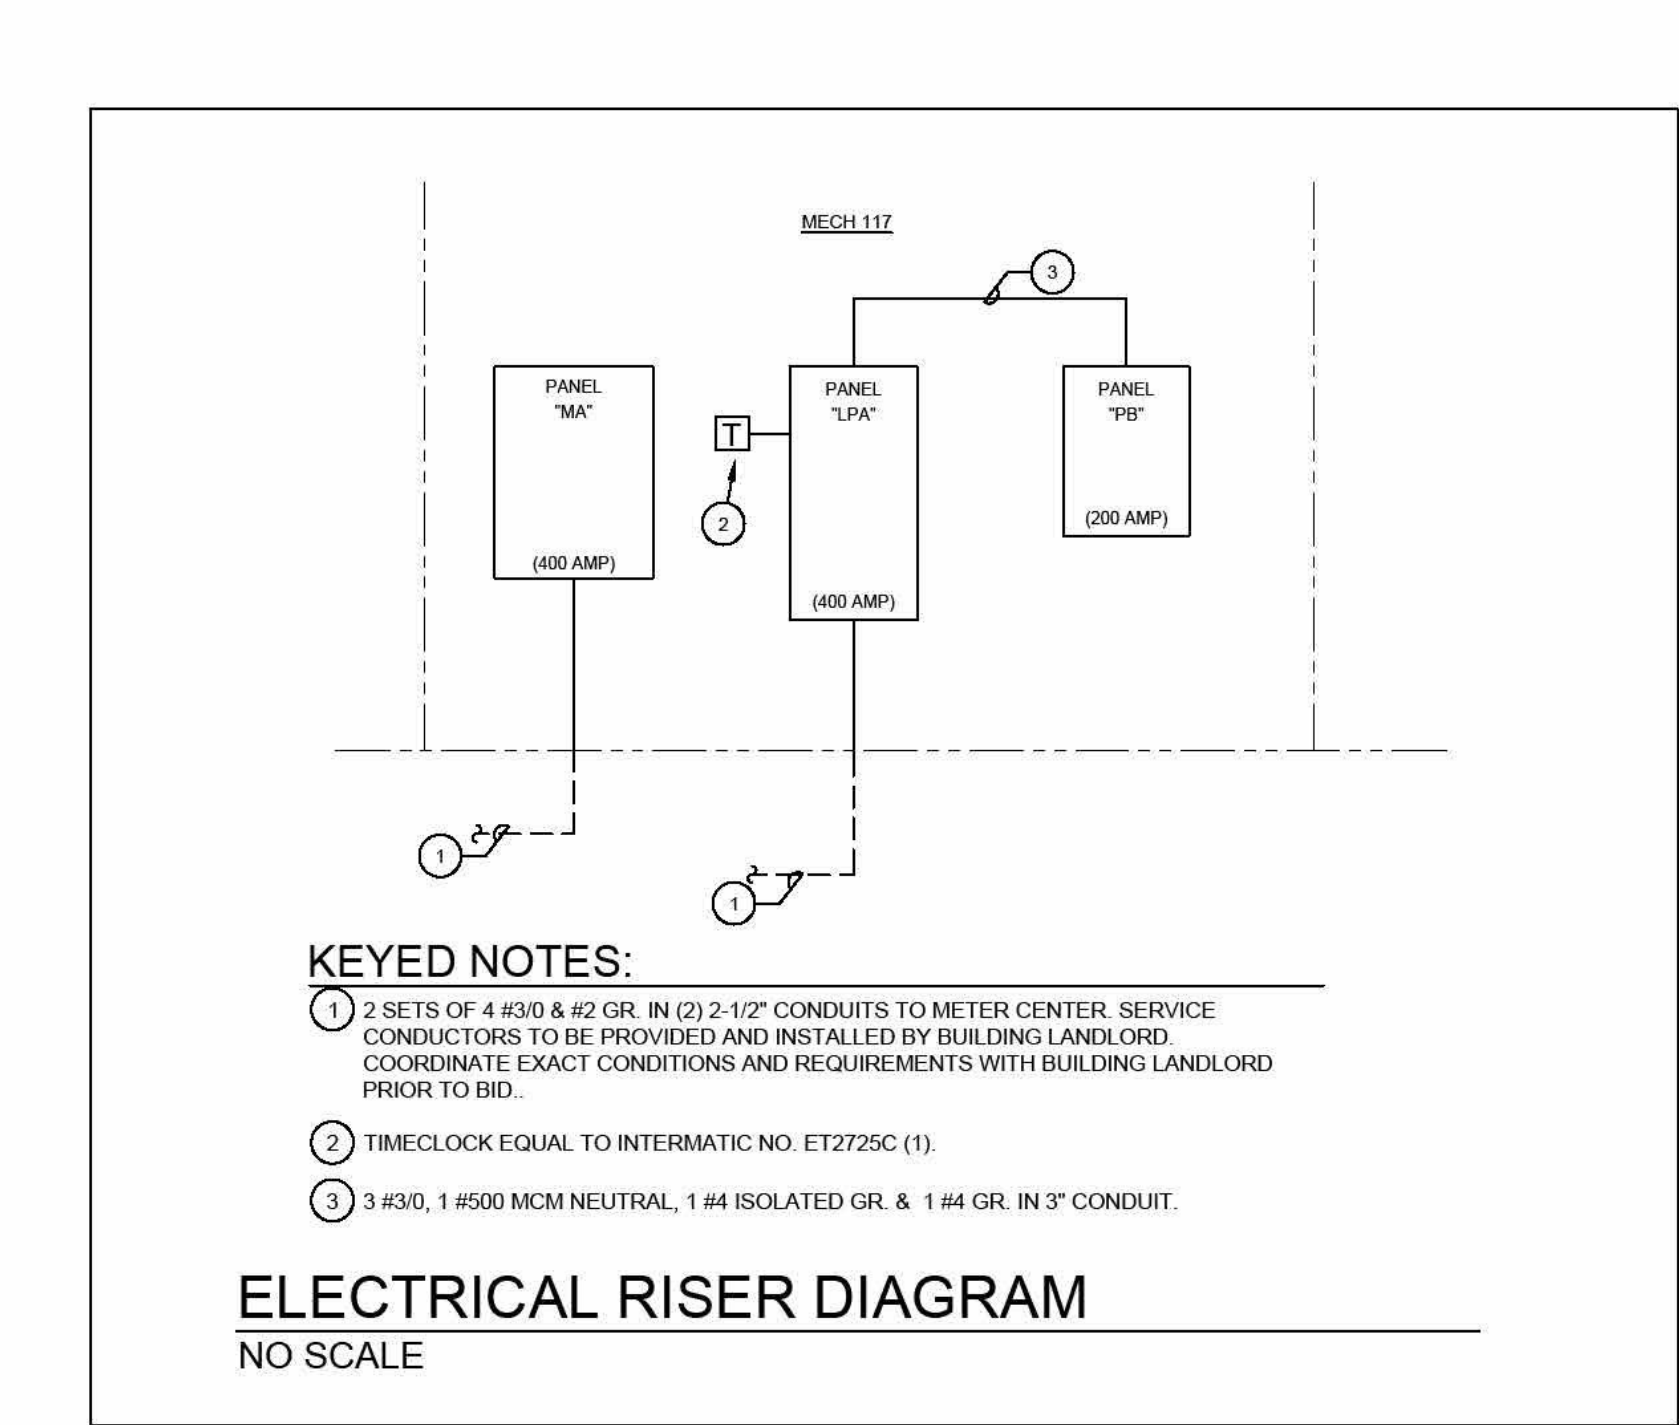 MECH 117
3
PANEL
"MA"
(400 AMP)
T
2
PANEL
"LPA"
(400 AMP)
PANEL
"PB"
(200 AMP)
1
1
KEYED NOTES:
1 2 SETS OF 4 #3/0 & #2 GR. IN (2) 2-1/2" CONDUITS TO METER CENTER. SERVICE
CONDUCTORS TO BE PROVIDED AND INSTALLED BY BUILDING LANDLORD.
COORDINATE EXACT CONDITIONS AND REQUIREMENTS WITH BUILDING LANDLORD
PRIOR TO BID..
2 TIMECLOCK EQUAL TO INTERMATIC NO. ET2725C (1).
3 3 #3/0, 1 #500 MCM NEUTRAL, 1 #4 ISOLATED GR. & 1 #4 GR. IN 3" CONDUIT.
ELECTRICAL RISER DIAGRAM
NO SCALE